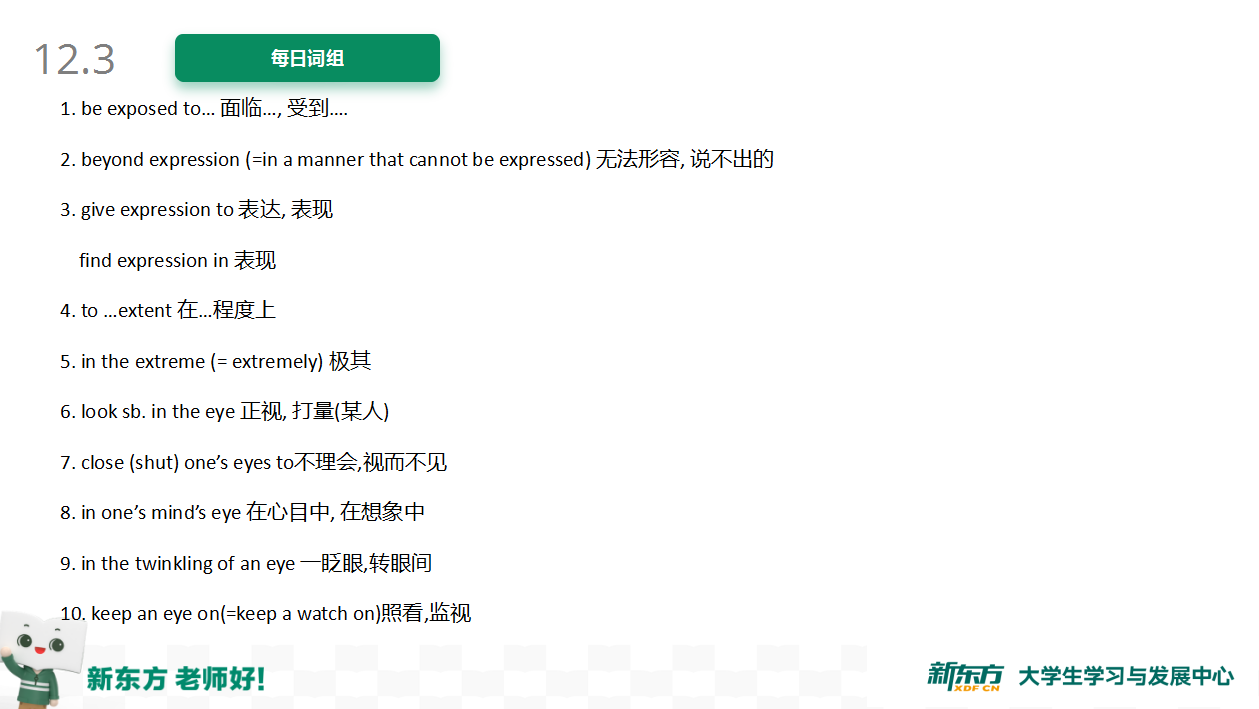 12.3
每日词组
1. be exposed to… 面临…, 受到….
2. beyond expression (=in a manner that cannot be expressed) 无法形容, 说不出的
3. give expression to 表达, 表现
find expression in 表现
4. to …extent 在…程度上
5. in the extreme (= extremely) 极其
6. look sb. in the eye 正视, 打量(某人)
7. close (shut) one’s eyes to不理会,视而不见
8. in one’s mind’s eye 在心目中, 在想象中
9. in the twinkling of an eye 一眨眼,转眼间
10. keep an eye on(=keep a watch on)照看,监视
新东方 老师好!
新东方 大学生学习与发展中心
XDF.CN